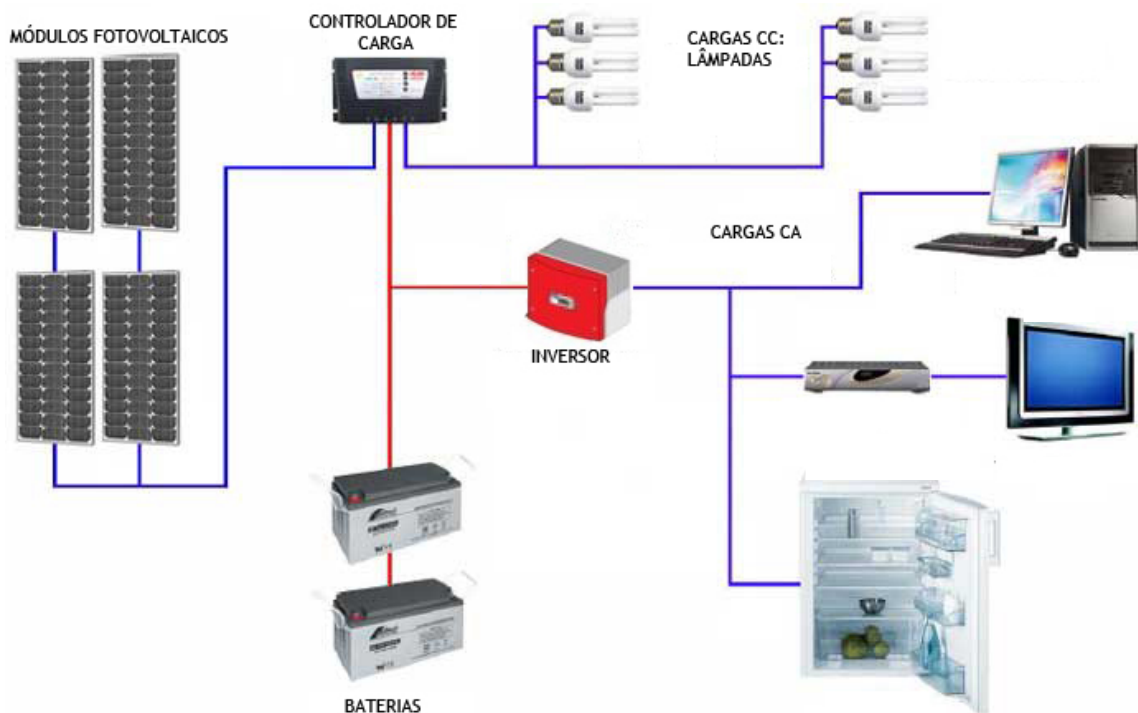 MÓDULOS FOTOVOLTAICOS
CONTROLADOR DE
CARGA
CARGAS CC:
LÂMPADAS
CARGAS CA
INVERSOR
BATERIAS